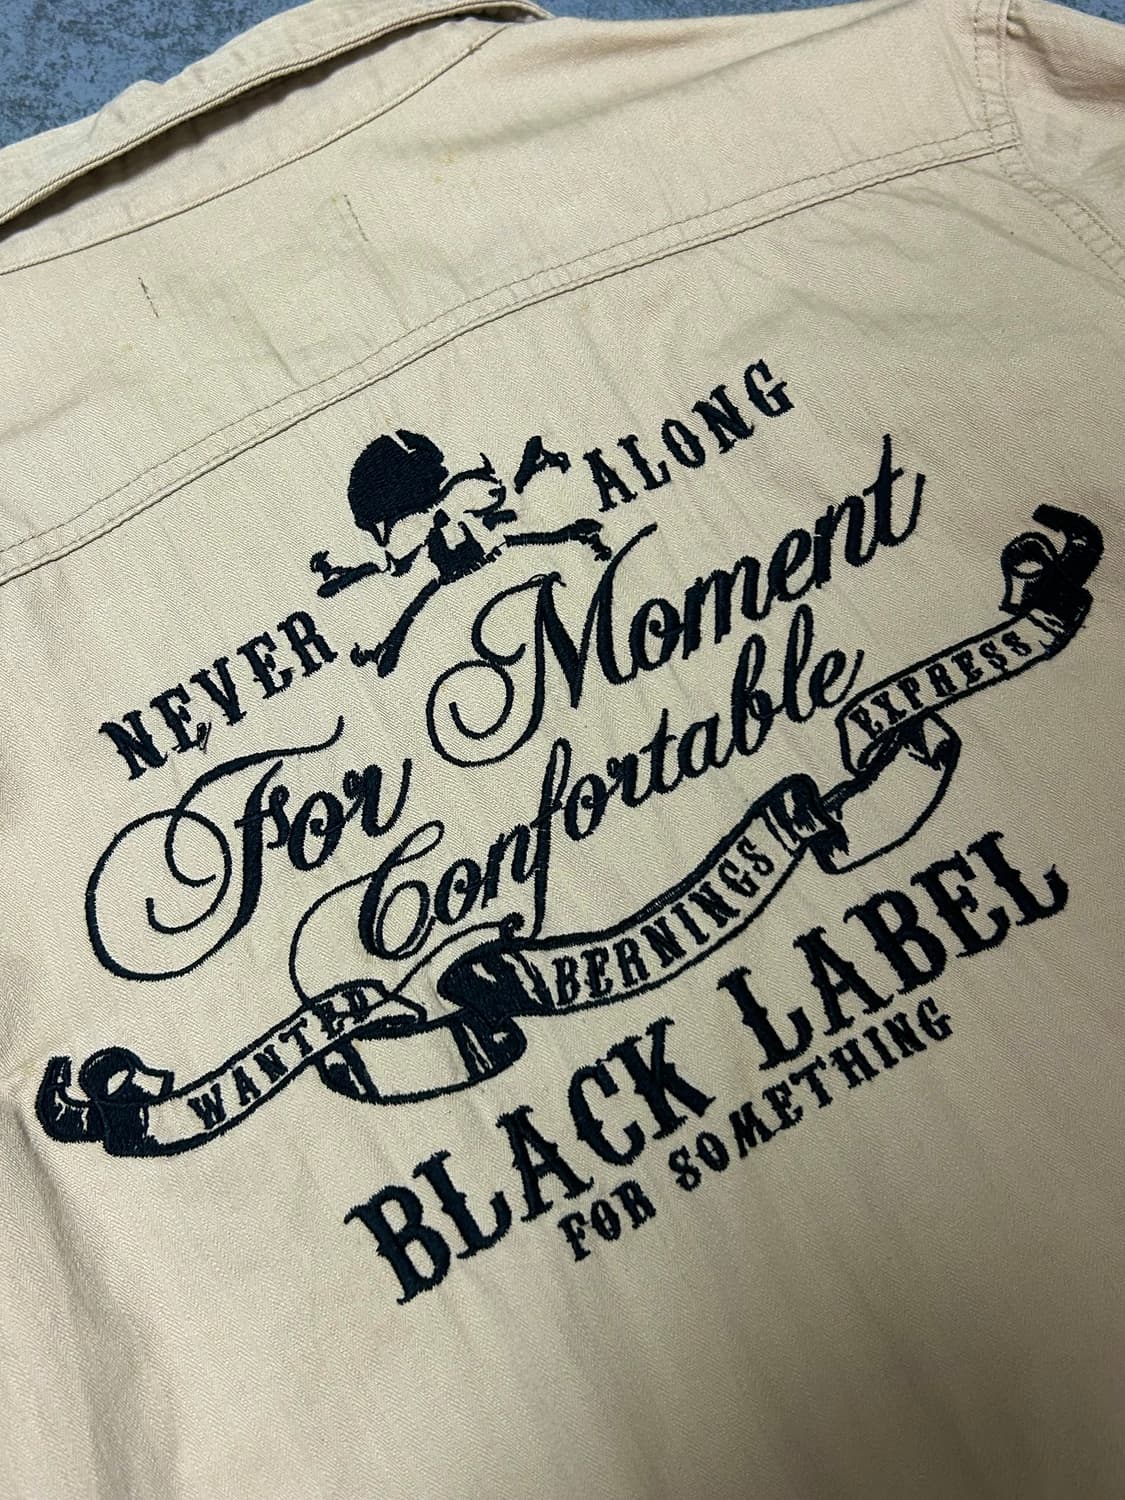 NEVER ALONG
For Moment
Confortable
WANTED BERNINGS EXPRESS
BLACK LABEL
FOR SOMETHING